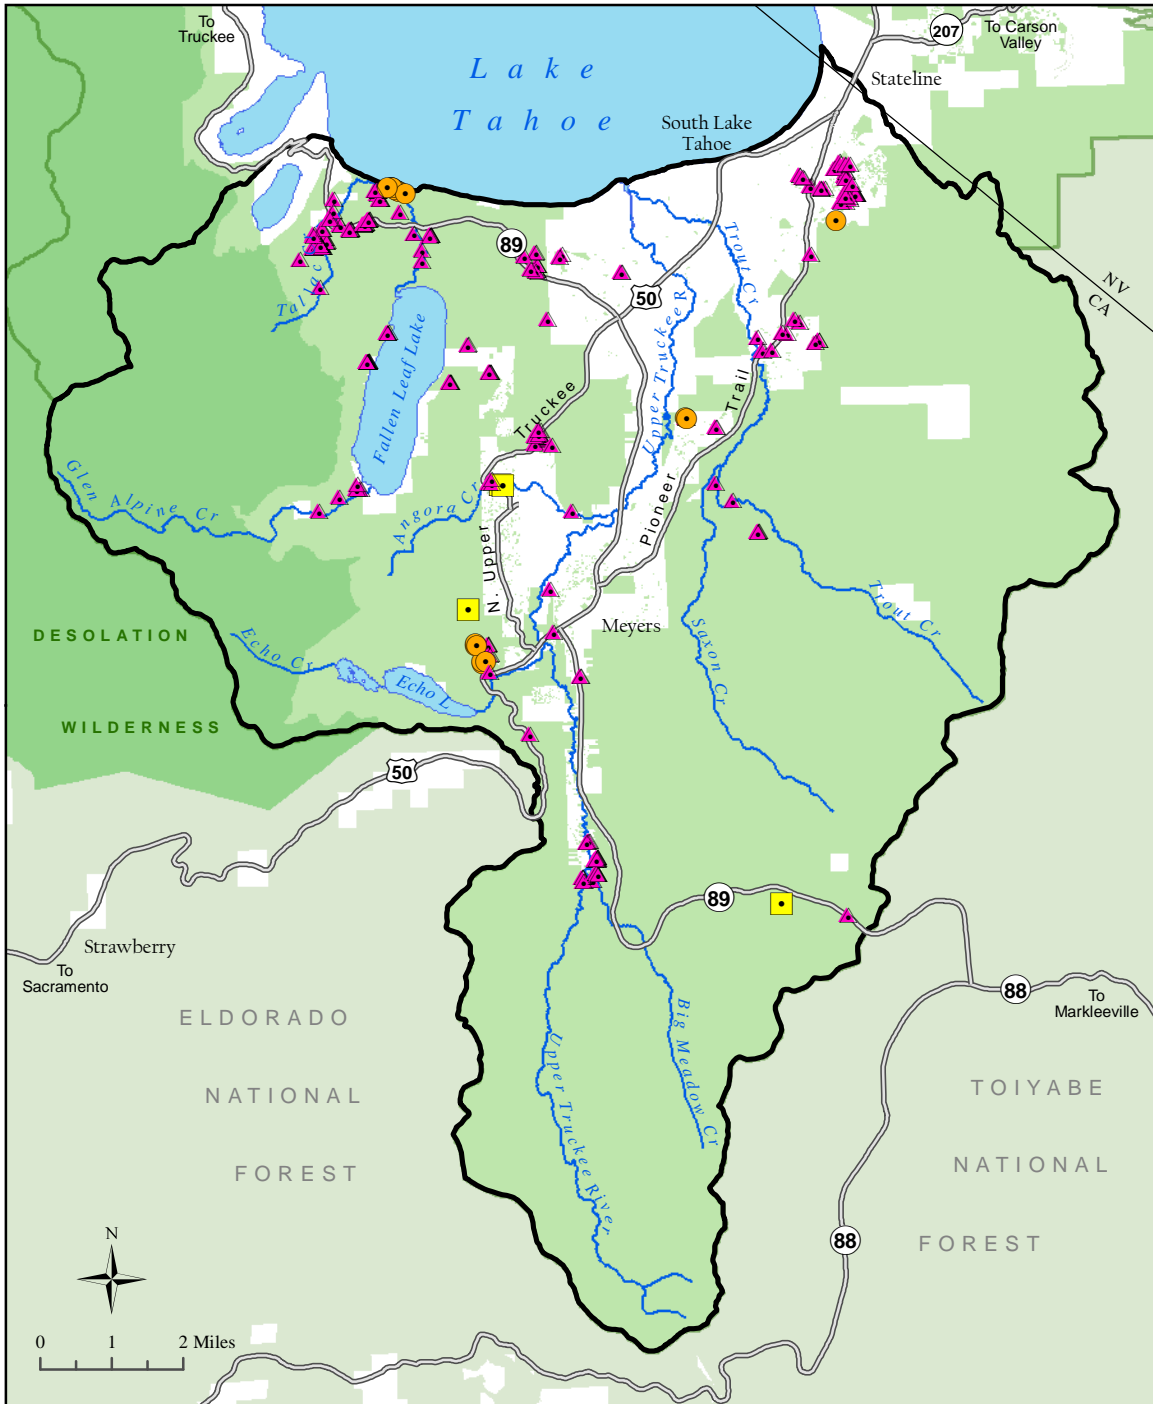 To
Truckee
207
To Carson
Valley
Lake
Tahoe
Stateline
South Lake
Tahoe
89
50
NV
CA
Trout Cr
Upper Truckee R
Fallen Leaf Lake
Truckee
Trail
Pioneer
Glen Alpine Cr
Angora Cr
N. Upper
Trout Cr
Saxon Cr
Meyers
DESOLATION
WILDERNESS
Echo Cr
Echo L
50
89
Strawberry
To
Sacramento
88
To
Markleeville
ELDORADO
NATIONAL
FOREST
Big Meadow Cr
Upper Truckee River
TOIYABE
NATIONAL
FOREST
88
N
0 1 2 Miles